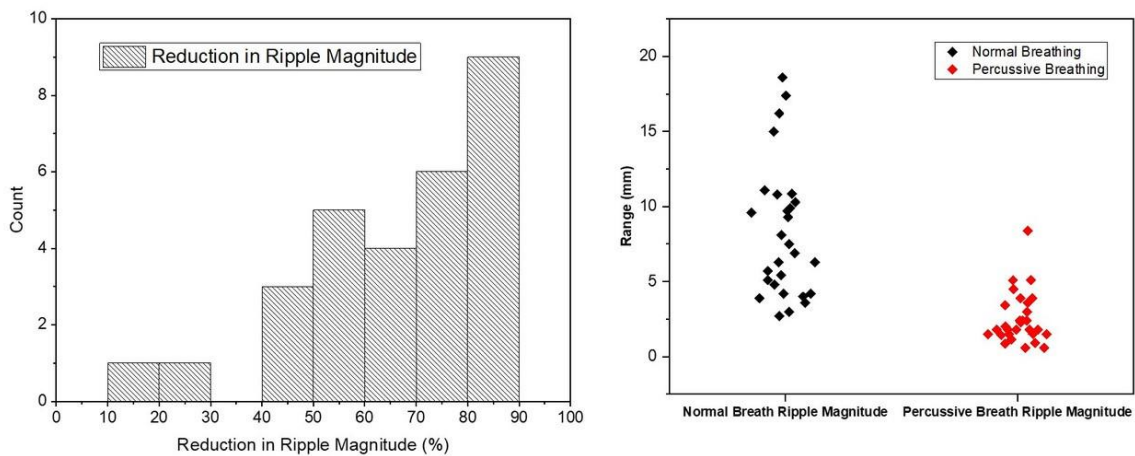 10
8
6
4
2
0
Count
Reduction in Ripple Magnitude
0 10 20 30 40 50 60 70 80 90 100
Reduction in Ripple Magnitude (%)
20
15
10
5
0
Range (mm)
Normal Breathing
Percussive Breathing
Normal Breath Ripple Magnitude Percussive Breath Ripple Magnitude